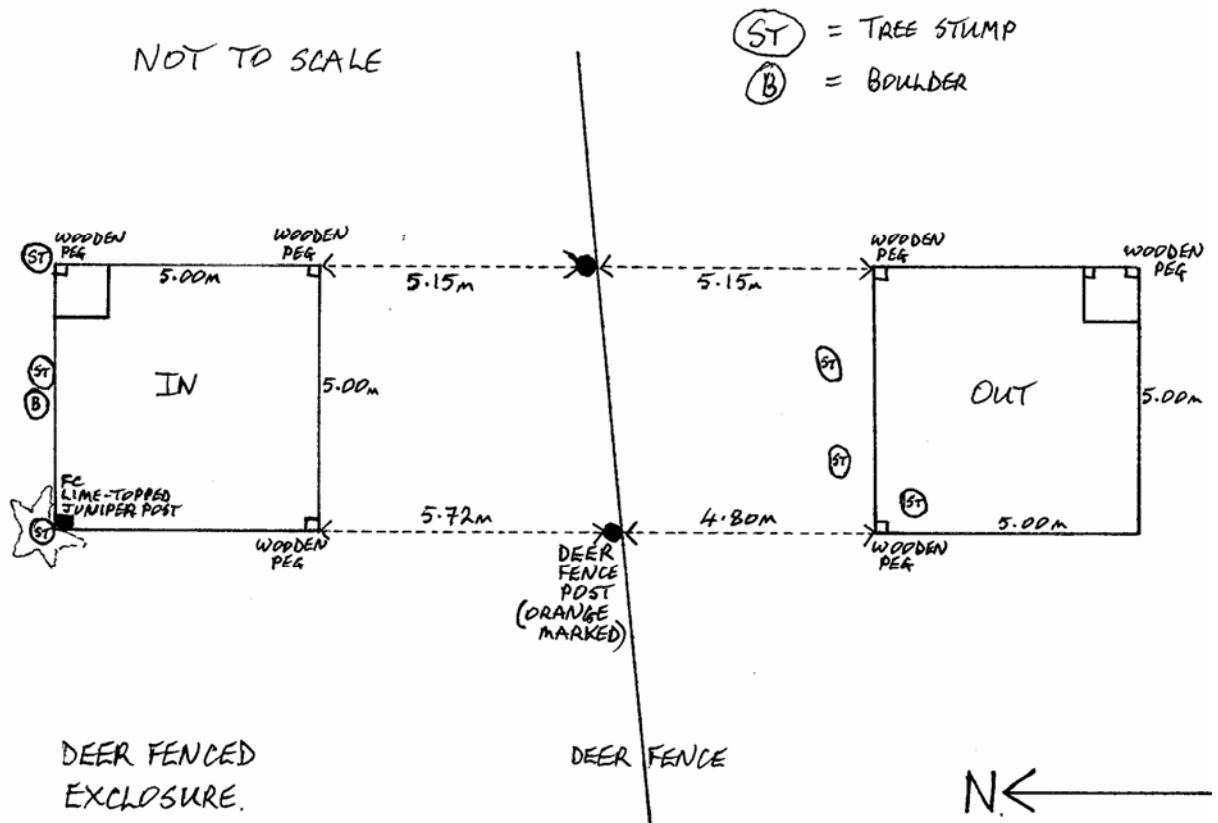 NOT TO SCALE
ST = TREE STUMP
B = BOULDER
ST
WOODEN
PEG
WOODEN
PEG
WOODEN
PEG
WOODEN
PEG
5.00m
5.15m
5.15m
ST
B
IN
5.00m
ST
ST
OUT
5.00m
FC
LIME-TOPPED
JUNIPER POST
ST
ST
5.72m
4.80m
5.00m
WOODEN
PEG
DEER
FENCE
POST
(ORANGE
MARKED)
WOODEN
PEG
DEER FENCED
EXCLOSURE.
DEER FENCE
N.